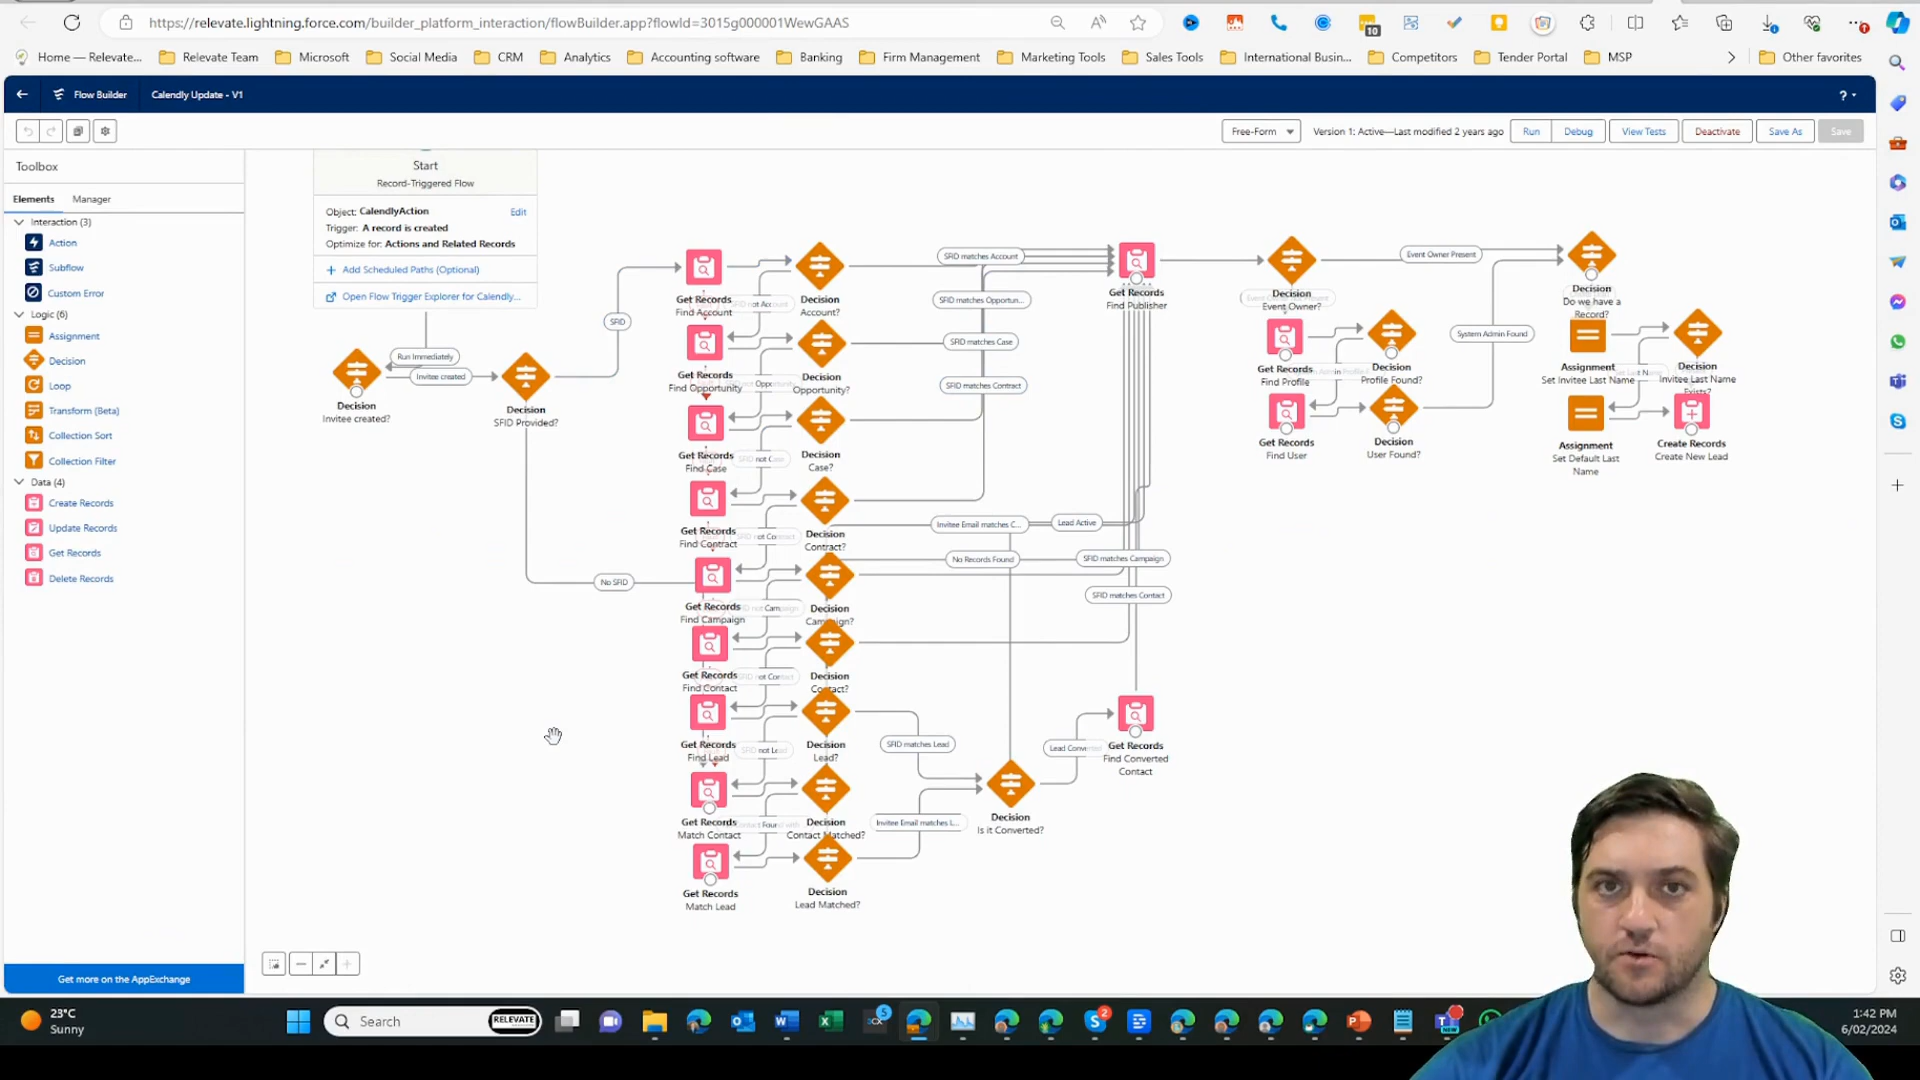 https://relevate.lightning.force.com/builder_platform_interaction/flowBuilder.app?flowId=3015g000001WewGAAS
10
Home — Relevate...
Relevate Team
Microsoft
Social Media
CRM
Analytics
Accounting software
Banking
Firm Management
Marketing Tools
Sales Tools
International Busin...
Competitors
Tender Portal
MSP
Other favorites
Flow Builder
Calendly Update - V1
?
Free-Form
Version 1: Active—Last modified 2 years ago
Run
Debug
View Tests
Deactivate
Save As
Save
Toolbox
Elements
Manager
Interaction (3)
Action
Subflow
Custom Error
Logic (6)
Assignment
Decision
Loop
Transform (Beta)
Collection Sort
Collection Filter
Data (4)
Create Records
Update Records
Get Records
Delete Records
Get more on the AppExchange
Start
Record-Triggered Flow
Object: CalendlyAction
Edit
Trigger: A record is created
Optimize for: Actions and Related Records
Add Scheduled Paths (Optional)
Open Flow Trigger Explorer for Calendly...
Run Immediately
Invitee created
Decision
Invitee created?
Decision
SFID Provided?
SFID
No SFID
Get Records
Find Account
Decision
Account?
SFID matches Account
Get Records
Find Opportunity
Decision
Opportunity?
SFID matches Opportun...
Get Records
Find Case
Decision
Case?
SFID matches Case
Get Records
Find Contract
Decision
Contract?
SFID matches Contract
Get Records
Find Campaign
Decision
Campaign?
SFID matches Campaign
Get Records
Find Contact
SFID not Contact
Decision
Contact?
SFID matches Contact
Get Records
Find Lead
SFID not Lead
Decision
Lead?
SFID matches Lead
Get Records
Match Contact
Decision
Contact Matched?
Invitee Email matches C...
Lead Active
No Records Found
Get Records
Match Lead
Decision
Lead Matched?
Invitee Email matches L...
Decision
Is it Converted?
Get Records
Find Converted
Contact
Get Records
Find Publisher
Decision
Event Owner?
Event Owner Present
Get Records
Find Profile
Decision
Profile Found?
Get Records
Find User
Decision
User Found?
System Admin Found
Decision
Do we have a
Record?
Assignment
Set Invitee Last Name
Decision
Invitee Last Name
Exists?
Assignment
Set Default Last
Name
Create Records
Create New Lead
23°C
Sunny
Search
RELEVATE
5
2
NEW
1:42 PM
6/02/2024